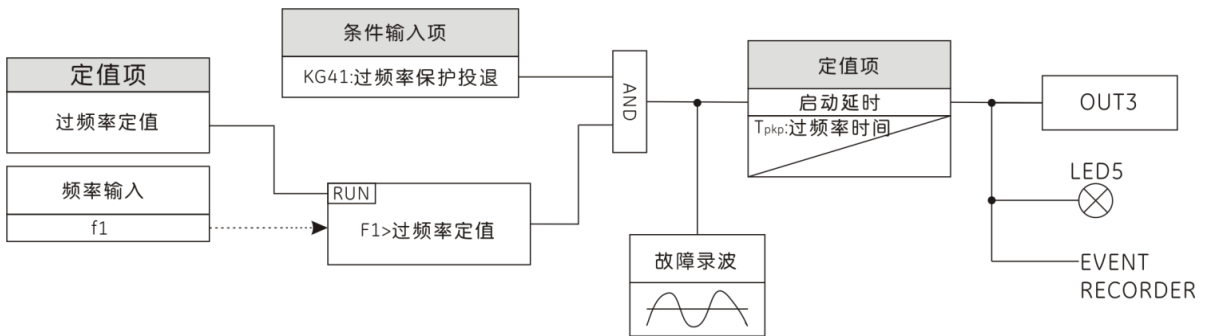 定值项
过频率定值
频率输入
f1
条件输入项
KG41:过频率保护投退
RUN
F1>过频率定值
AND
故障录波
定值项
启动延时
Tpkp:过频率时间
OUT3
LED5
EVENT
RECORDER